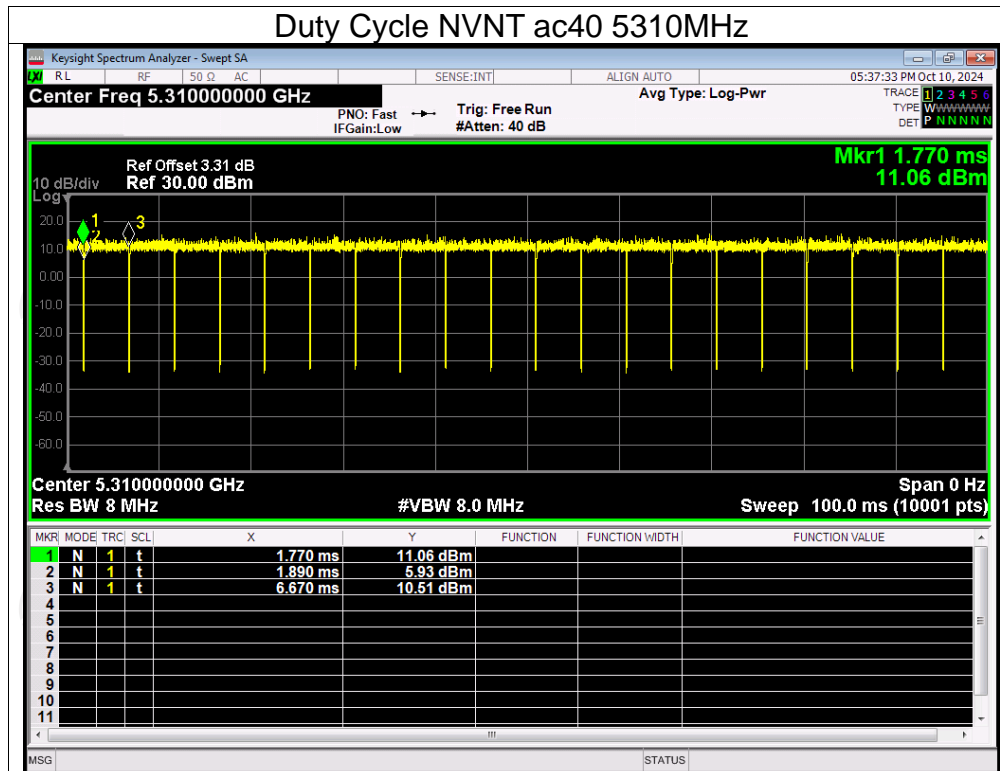 Duty Cycle NVNT ac40 5310MHz
Keysight Spectrum Analyzer - Swept SA
LXI RL RF 50 Ω AC SENSE:INT ALIGN AUTO 05:37:33 PM Oct 10, 2024
Center Freq 5.310000000 GHz Avg Type: Log-Pwr TRACE 1 2 3 4 5 6
PNO: Fast Trig: Free Run TYPE WWWWWW
IFGain:Low #Atten: 40 dB DET P N N N N N
Mkr1 1.770 ms
Ref Offset 3.31 dB
10 dB/div Ref 30.00 dBm 11.06 dBm
Log
20.0
1 3
2
10.0
0.00
-10.0
-20.0
-30.0
-40.0
-50.0
-60.0
Center 5.310000000 GHz Span 0 Hz
Res BW 8 MHz #VBW 8.0 MHz Sweep 100.0 ms (10001 pts)
MKR MODE TRC SCL X Y FUNCTION FUNCTION WIDTH FUNCTION VALUE
1 N 1 t 1.770 ms 11.06 dBm
2 N 1 t 1.890 ms 5.93 dBm
3 N 1 t 6.670 ms 10.51 dBm
4
5
6
7
8
9
10
11
MSG STATUS